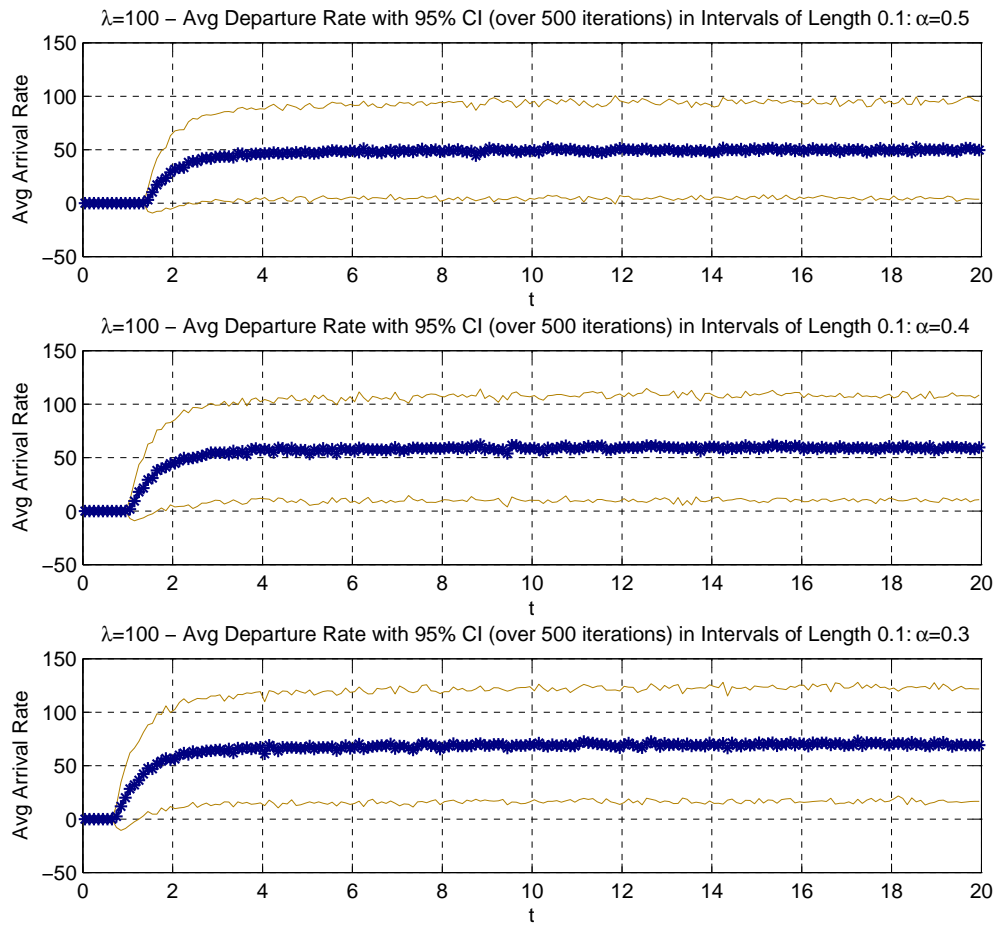 λ=100 − Avg Departure Rate with 95% CI (over 500 iterations) in Intervals of Length 0.1: α=0.5
150
100
50
0
−50
Avg Arrival Rate
0 2 4 6 8 10 12 14 16 18 20
t
λ=100 − Avg Departure Rate with 95% CI (over 500 iterations) in Intervals of Length 0.1: α=0.4
150
100
50
0
−50
Avg Arrival Rate
0 2 4 6 8 10 12 14 16 18 20
t
λ=100 − Avg Departure Rate with 95% CI (over 500 iterations) in Intervals of Length 0.1: α=0.3
150
100
50
0
−50
Avg Arrival Rate
0 2 4 6 8 10 12 14 16 18 20
t